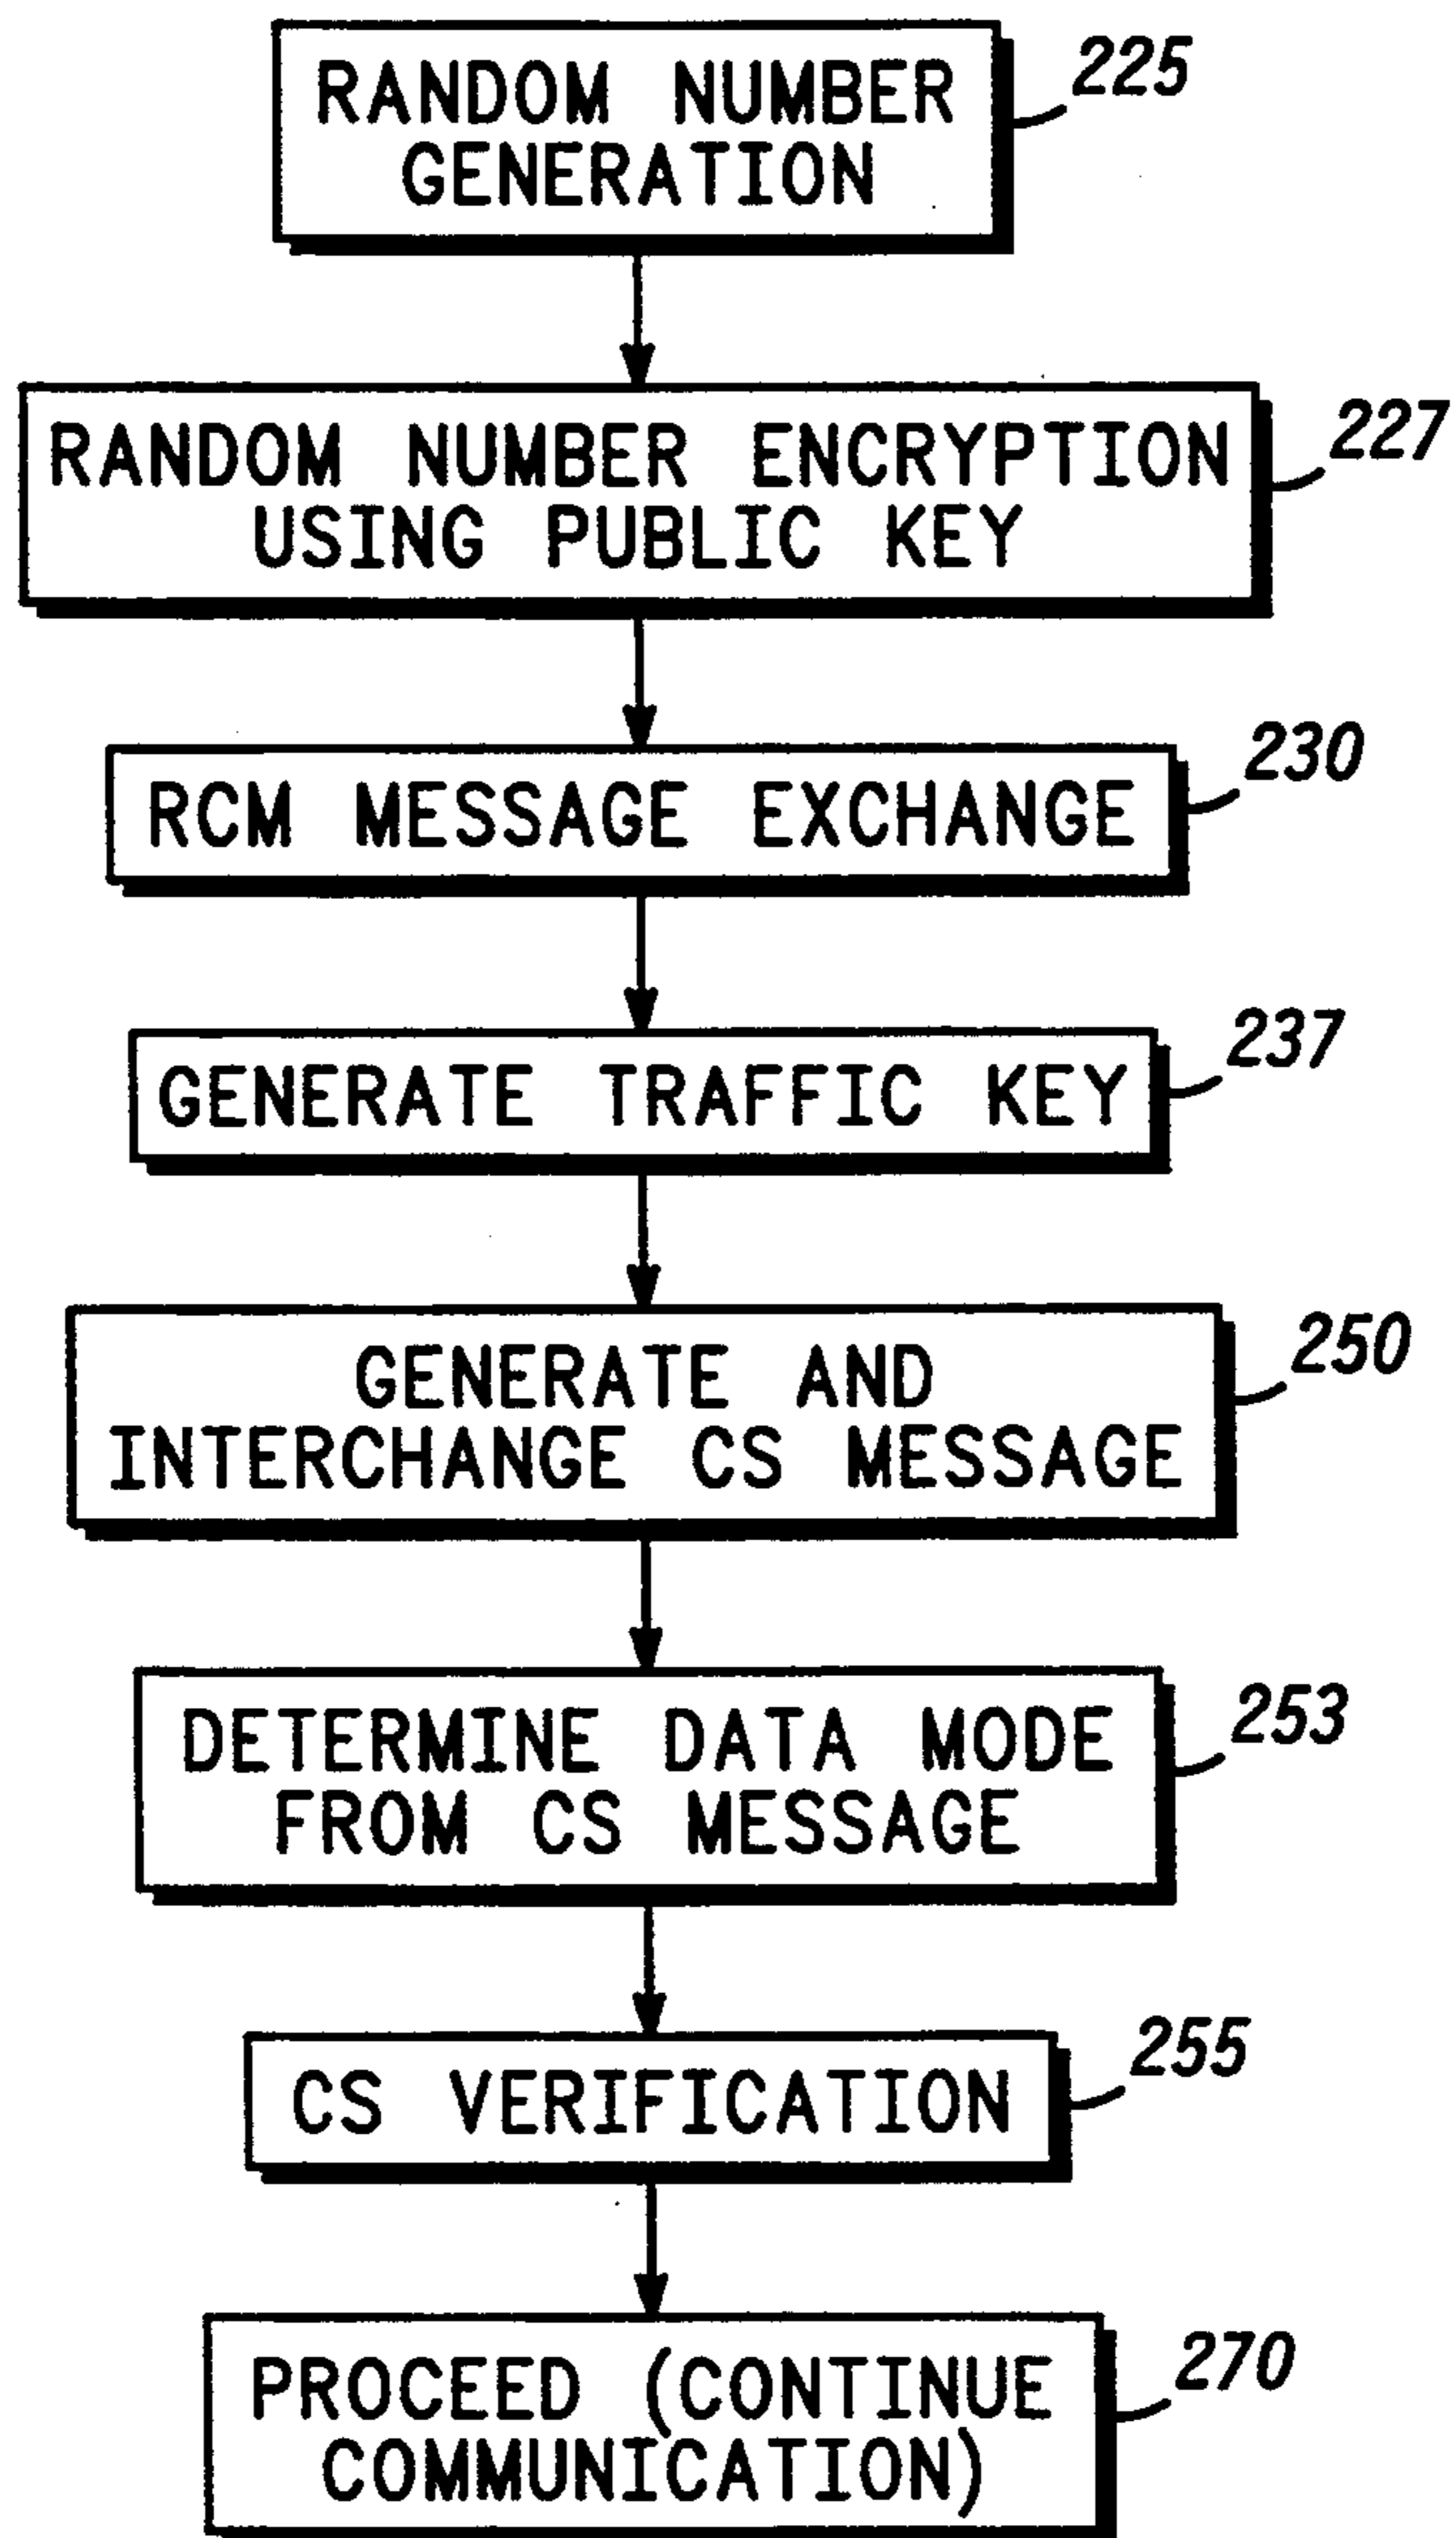 RANDOM NUMBER
GENERATION
225
RANDOM NUMBER ENCRYPTION
USING PUBLIC KEY
227
RCM MESSAGE EXCHANGE
230
GENERATE TRAFFIC KEY
237
GENERATE AND
INTERCHANGE CS MESSAGE
250
DETERMINE DATA MODE
FROM CS MESSAGE
253
CS VERIFICATION
255
PROCEED (CONTINUE
COMMUNICATION)
270